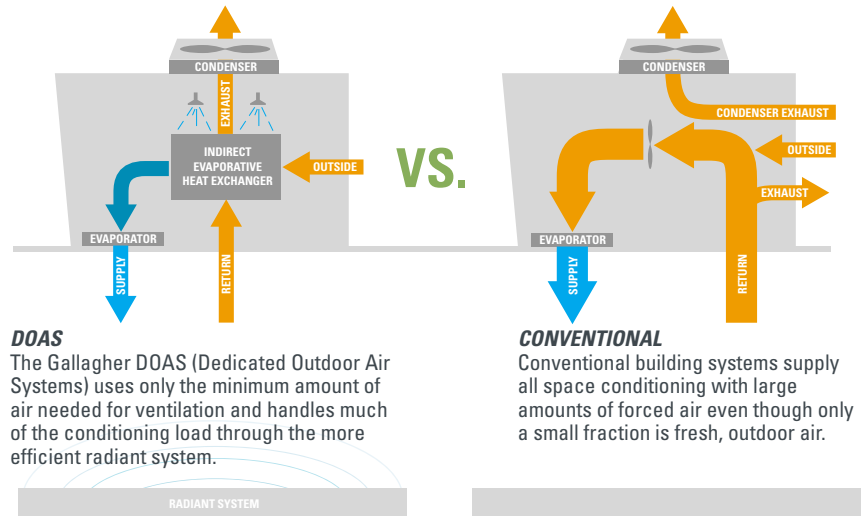 CONDENSER
EXHAUST
INDIRECT
EVAPORATIVE
HEAT EXCHANGER
OUTSIDE
EVAPORATOR
SUPPLY
RETURN
VS.
CONDENSER
CONDENSER EXHAUST
OUTSIDE
EXHAUST
EVAPORATOR
SUPPLY
RETURN
DOAS
The Gallagher DOAS (Dedicated Outdoor Air
Systems) uses only the minimum amount of
air needed for ventilation and handles much
of the conditioning load through the more
efficient radiant system.
RADIANT SYSTEM
CONVENTIONAL
Conventional building systems supply
all space conditioning with large
amounts of forced air even though only
a small fraction is fresh, outdoor air.